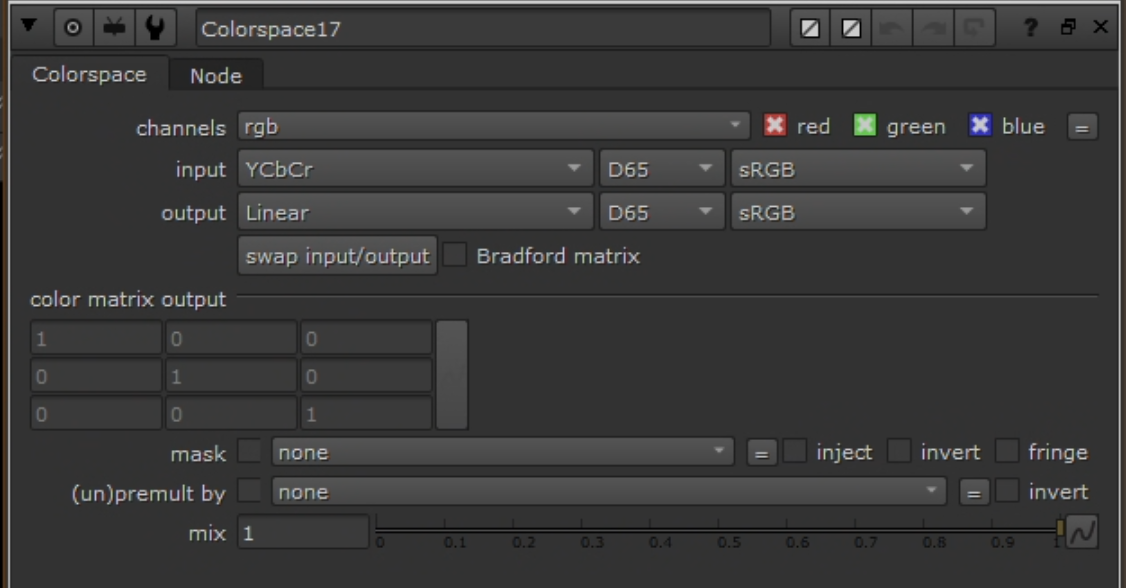 Colorspace17 ?
Colorspace Node
channels rgb red green blue =
input YCbCr D65 sRGB
output Linear D65 sRGB
swap input/output Bradford matrix
color matrix output
1 0 0
0 1 0
0 0 1
mask none = inject invert fringe
(un)premult by none = invert
mix 1
0 0.1 0.2 0.3 0.4 0.5 0.6 0.7 0.8 0.9 1